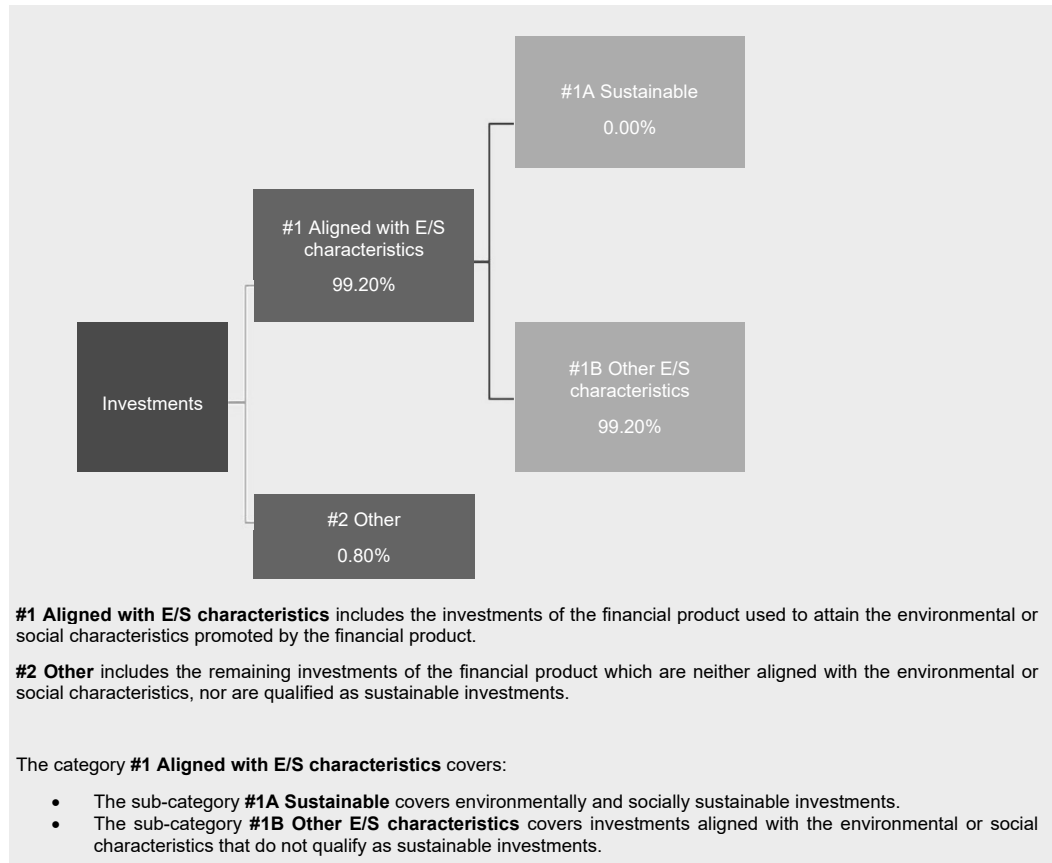 #1A Sustainable
0.00%
#1 Aligned with E/S
characteristics
99.20%
#1B Other E/S
characteristics
99.20%
Investments
#2 Other
0.80%
#1 Aligned with E/S characteristics includes the investments of the financial product used to attain the environmental or
social characteristics promoted by the financial product.
#2 Other includes the remaining investments of the financial product which are neither aligned with the environmental or
social characteristics, nor are qualified as sustainable investments.
The category #1 Aligned with E/S characteristics covers:
• The sub-category #1A Sustainable covers environmentally and socially sustainable investments.
• The sub-category #1B Other E/S characteristics covers investments aligned with the environmental or social
characteristics that do not qualify as sustainable investments.